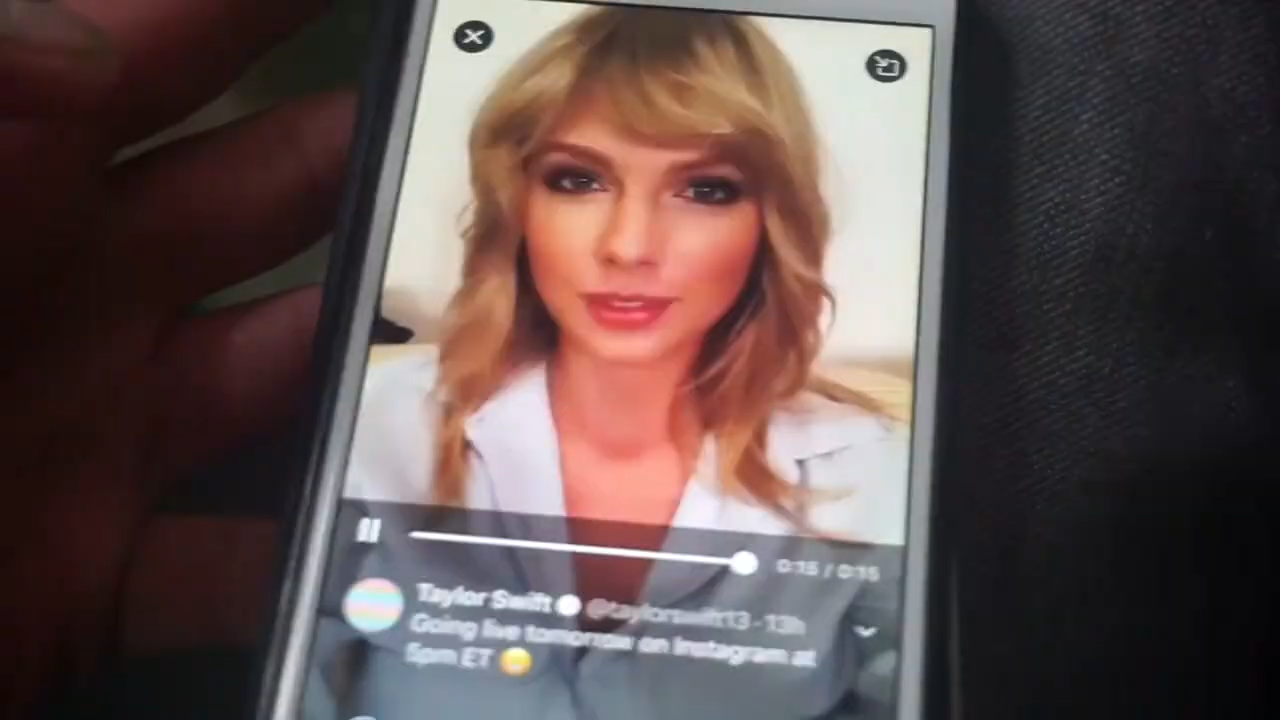 0:15 / 0:15
Taylor Swift @taylorswift13 · 13h
Going live tomorrow on Instagram at
5pm ET 😊